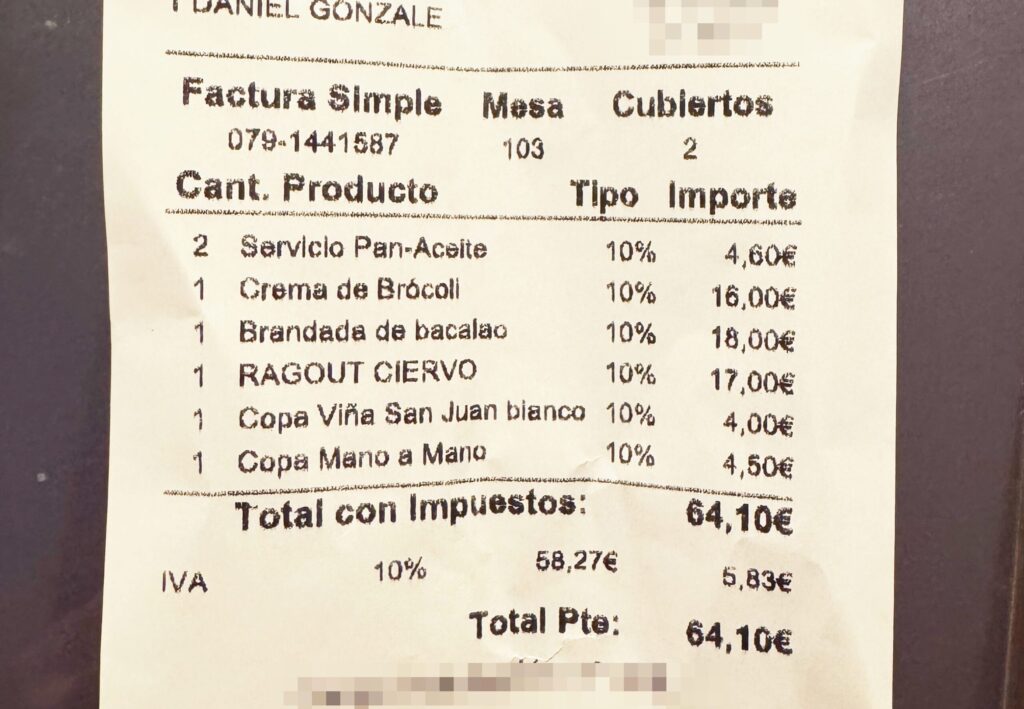 1 DANIEL GONZALE
Factura Simple Mesa Cubiertos
079-1441587 103 2
Cant. Producto Tipo Importe
2 Servicio Pan-Aceite 10% 4,60€
1 Crema de Brócoli 10% 16,00€
1 Brandada de bacalao 10% 18,00€
1 RAGOUT CIERVO 10% 17,00€
1 Copa Viña San Juan blanco 10% 4,00€
1 Copa Mano a Mano 10% 4,50€
Total con Impuestos: 64,10€
IVA 10% 58,27€ 5,83€
Total Pte: 64,10€